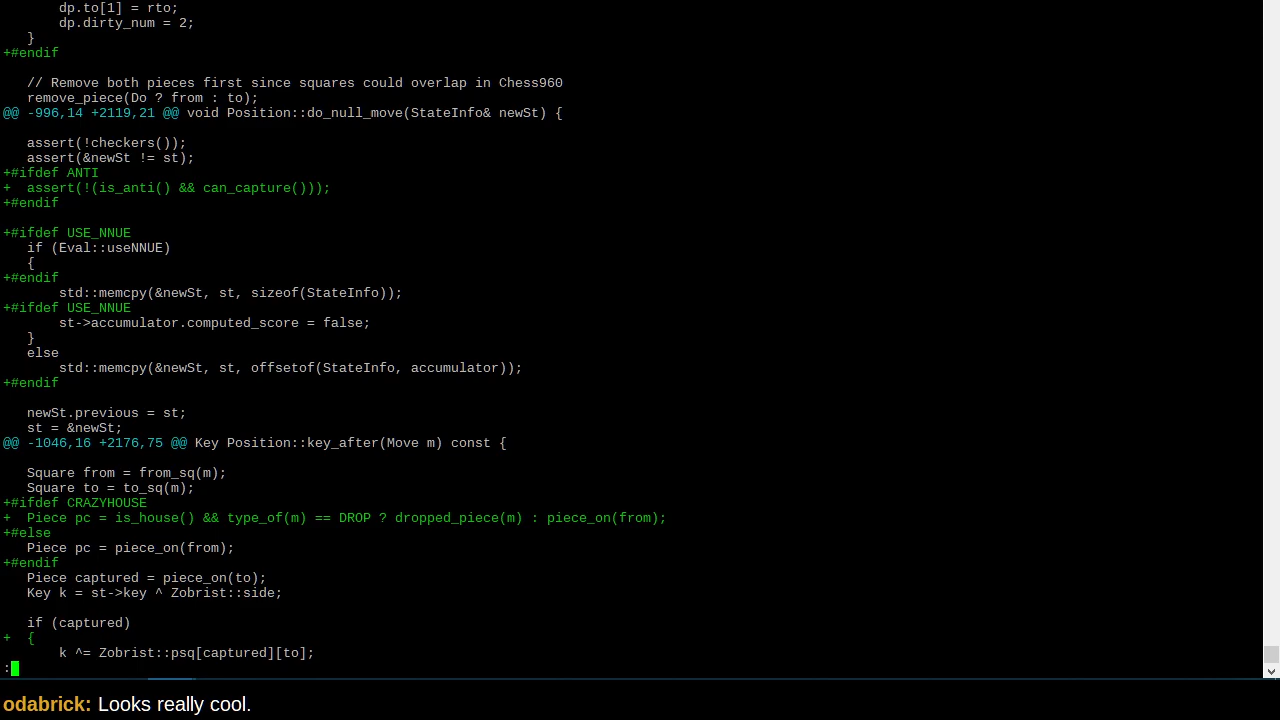 dp.to[1] = rto;
       dp.dirty_num = 2;
   }
+#endif

   // Remove both pieces first since squares could overlap in Chess960
   remove_piece(Do ? from : to);
@@ -996,14 +2119,21 @@ void Position::do_null_move(StateInfo& newSt) {

   assert(!checkers());
   assert(&newSt != st);
+#ifdef ANTI
+  assert(!(is_anti() && can_capture()));
+#endif

+#ifdef USE_NNUE
   if (Eval::useNNUE)
   {
+#endif
       std::memcpy(&newSt, st, sizeof(StateInfo));
+#ifdef USE_NNUE
       st->accumulator.computed_score = false;
   }
   else
       std::memcpy(&newSt, st, offsetof(StateInfo, accumulator));
+#endif

   newSt.previous = st;
   st = &newSt;
@@ -1046,16 +2176,75 @@ Key Position::key_after(Move m) const {

   Square from = from_sq(m);
   Square to = to_sq(m);
+#ifdef CRAZYHOUSE
+  Piece pc = is_house() && type_of(m) == DROP ? dropped_piece(m) : piece_on(from);
+#else
   Piece pc = piece_on(from);
+#endif
   Piece captured = piece_on(to);
   Key k = st->key ^ Zobrist::side;

   if (captured)
+  {
       k ^= Zobrist::psq[captured][to];
:
odabrick: Looks really cool.